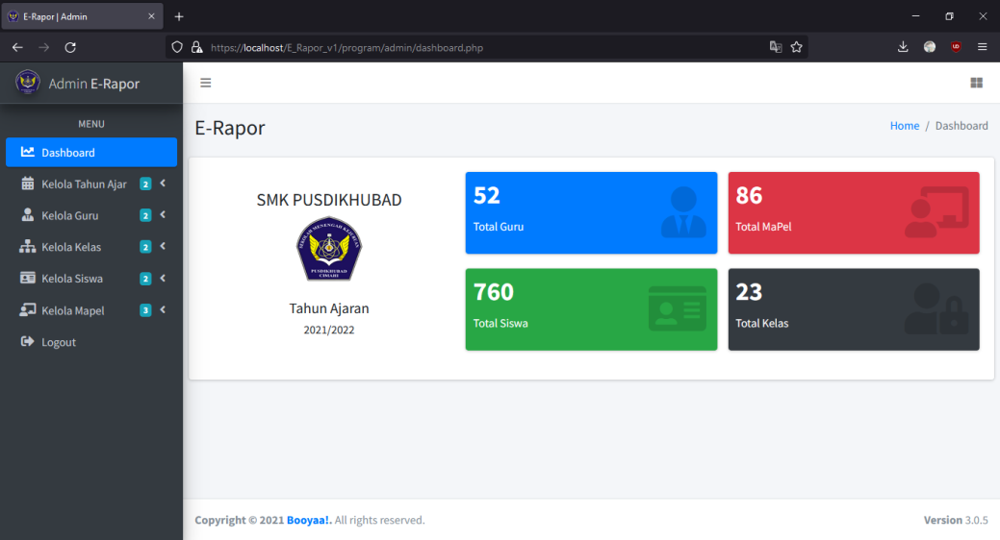 E-Rapor | Admin
https://localhost/E_Rapor_v1/program/admin/dashboard.php
Admin E-Rapor
MENU
Dashboard
Kelola Tahun Ajar 2
Kelola Guru 2
Kelola Kelas 2
Kelola Siswa 2
Kelola Mapel 3
Logout
E-Rapor
Home / Dashboard
SMK PUSDIKHUBAD
SEKOLAH MENENGAH KEJURUAN
PUSDIKHUBAD
CIMAHI
Tahun Ajaran
2021/2022
52
Total Guru
86
Total MaPel
760
Total Siswa
23
Total Kelas
Copyright © 2021 Booyaa!. All rights reserved.
Version 3.0.5